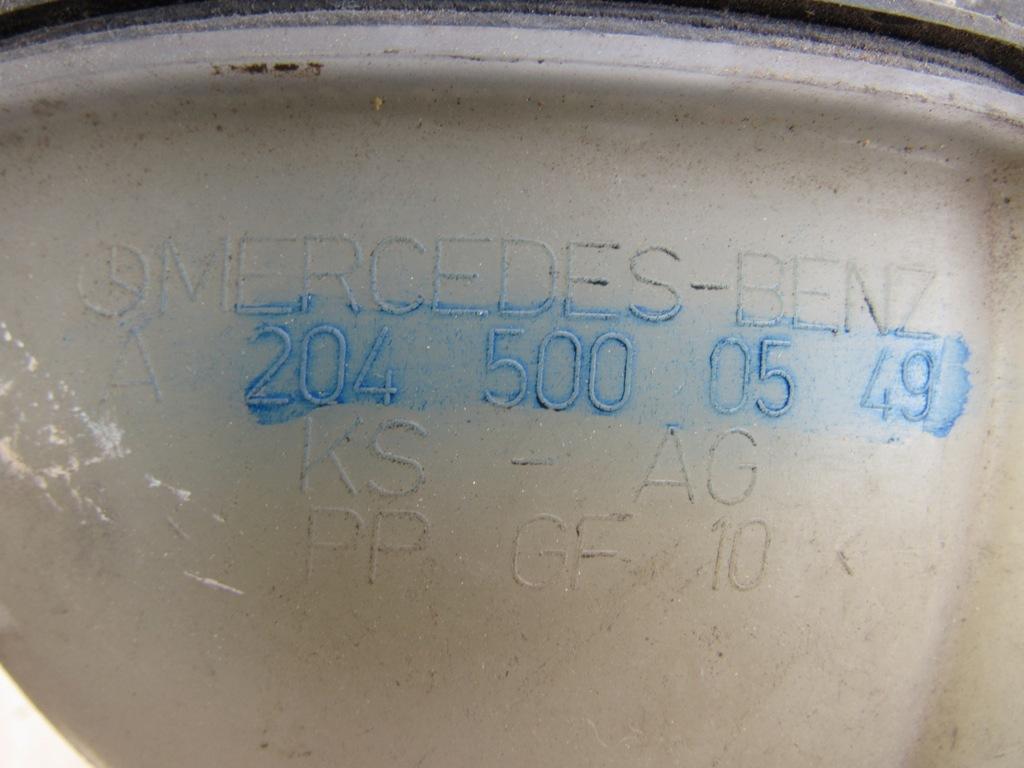 MERCEDES-BENZ
A 204 500 05 49
KS - AG
> PP GF 10 <